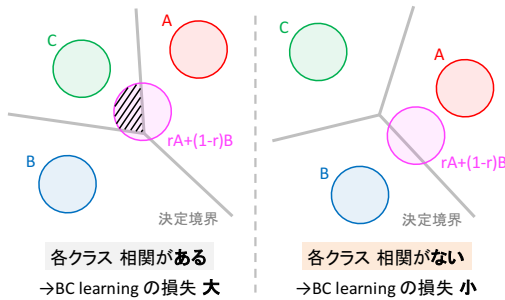 C
A
rA+(1-r)B
B
決定境界
各クラス 相関がある
→BC learning の損失 大
C
A
rA+(1-r)B
B
決定境界
各クラス 相関がない
→BC learning の損失 小